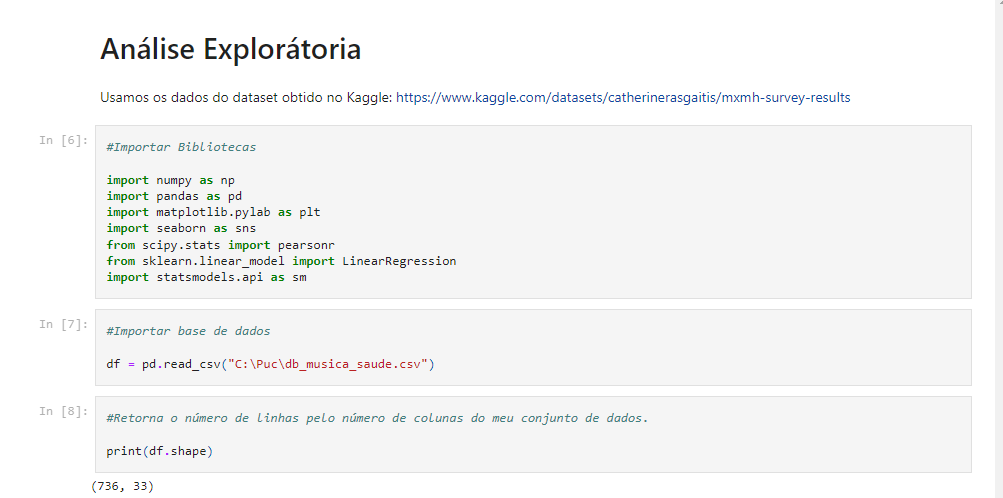 Análise Explorátoria
Usamos os dados do dataset obtido no Kaggle: https://www.kaggle.com/datasets/catherinerasgaitis/mxmh-survey-results
In [6]:
#Importar Bibliotecas
import numpy as np
import pandas as pd
import matplotlib.pylab as plt
import seaborn as sns
from scipy.stats import pearsonr
from sklearn.linear_model import LinearRegression
import statsmodels.api as sm
In [7]:
#Importar base de dados
df = pd.read_csv("C:\Puc\db_musica_saude.csv")
In [8]:
#Retorna o número de linhas pelo número de colunas do meu conjunto de dados.
print(df.shape)
(736, 33)